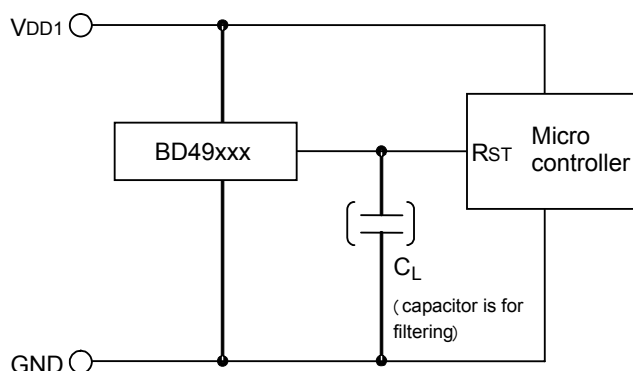 VDD1
BD49xxx
RST
Micro
controller
CL
( capacitor is for
filtering)
GND